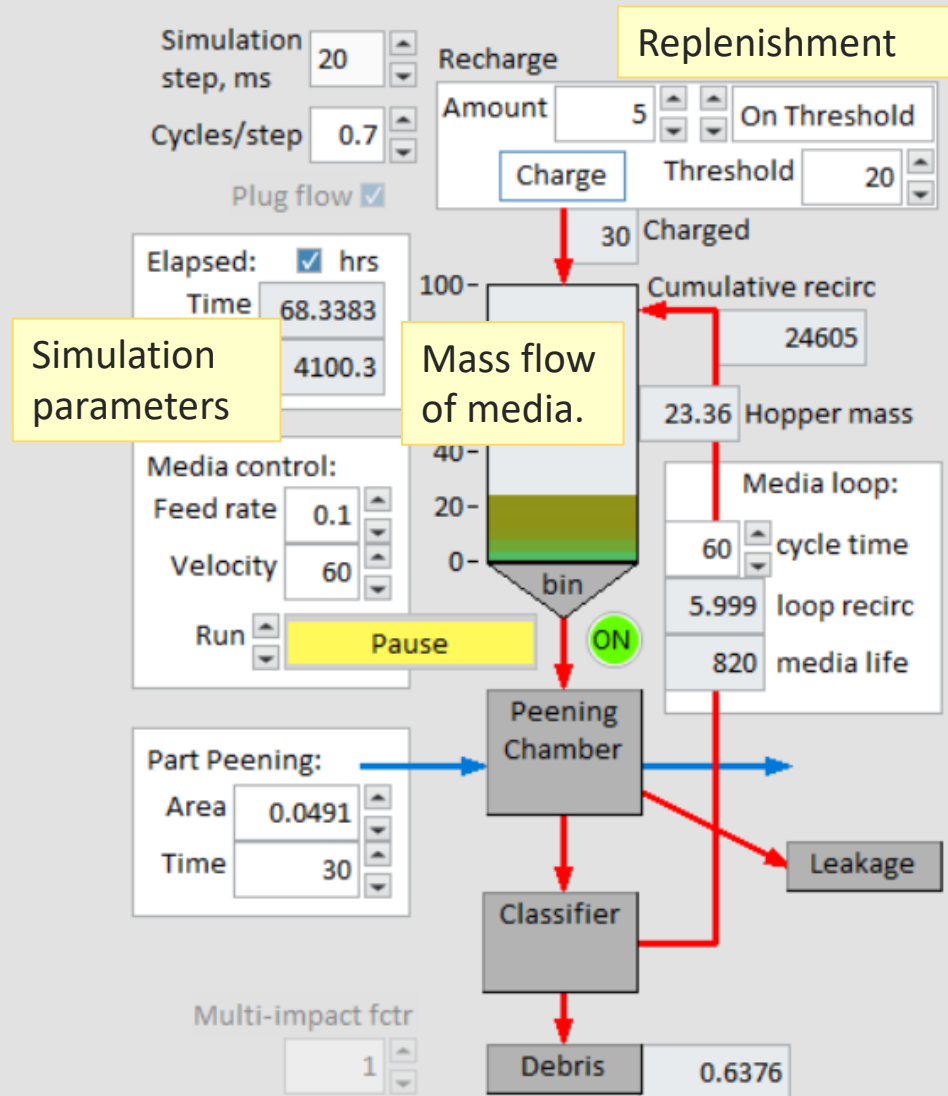 Simulation
step, ms
20
Replenishment
Recharge
Amount
5
On Threshold
Cycles/step
0.7
Charge
Threshold
20
Plug flow
30
Charged
Elapsed:
hrs
Time
68.3383
4100.3
100-
Cumulative recirc
24605
Simulation
parameters
Mass flow
of media.
23.36
Hopper mass
40-
20-
0-
Media control:
Feed rate
0.1
Velocity
60
Run
Pause
bin
ON
Media loop:
60
cycle time
5.999
loop recirc
820
media life
Peening
Chamber
Part Peening:
Area
0.0491
Time
30
Leakage
Classifier
Multi-impact fctr
1
Debris
0.6376